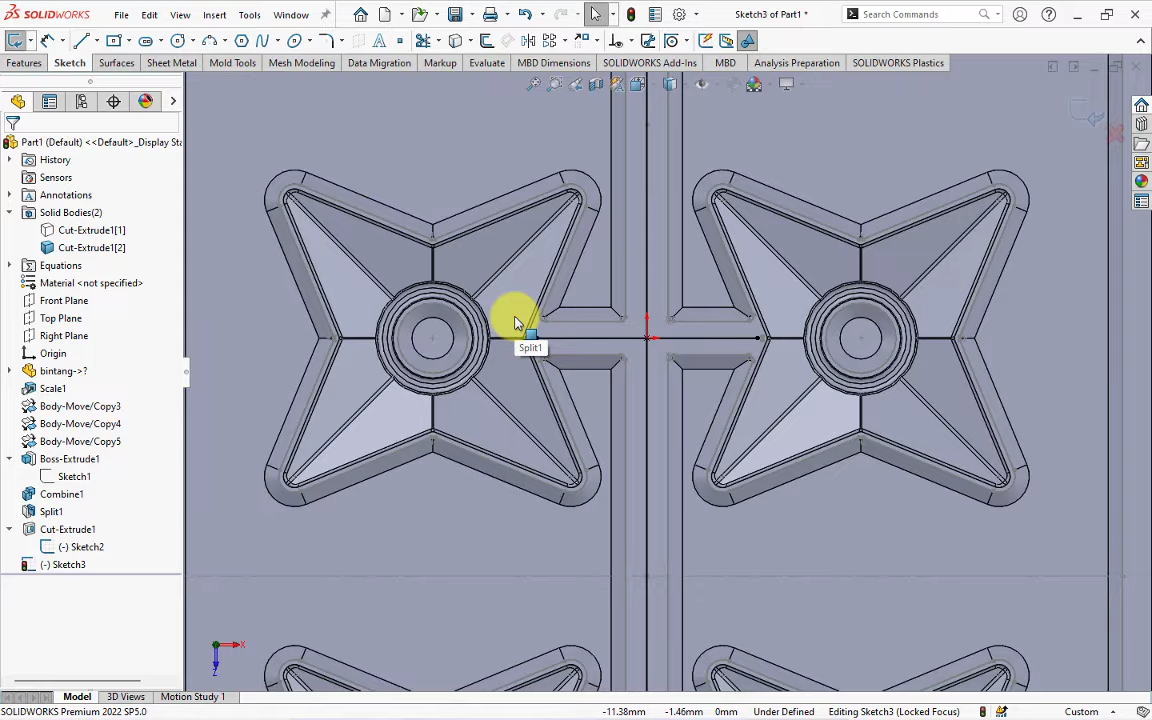 SOLIDWORKS
File
Edit
View
Insert
Tools
Window
Sketch3 of Part1 *
Search Commands
Features
Sketch
Surfaces
Sheet Metal
Mold Tools
Mesh Modeling
Data Migration
Markup
Evaluate
MBD Dimensions
SOLIDWORKS Add-Ins
MBD
Analysis Preparation
SOLIDWORKS Plastics
Part1 (Default) <<Default>_Display Sta
History
Sensors
Annotations
Solid Bodies(2)
Cut-Extrude1[1]
Cut-Extrude1[2]
Equations
Material <not specified>
Front Plane
Top Plane
Right Plane
Origin
bintang->?
Scale1
Body-Move/Copy3
Body-Move/Copy4
Body-Move/Copy5
Boss-Extrude1
Sketch1
Combine1
Split1
Cut-Extrude1
(-) Sketch2
(-) Sketch3
Split1
X
Z
Model
3D Views
Motion Study 1
SOLIDWORKS Premium 2022 SP5.0
-11.38mm
-1.46mm
0mm
Under Defined
Editing Sketch3 (Locked Focus)
Custom